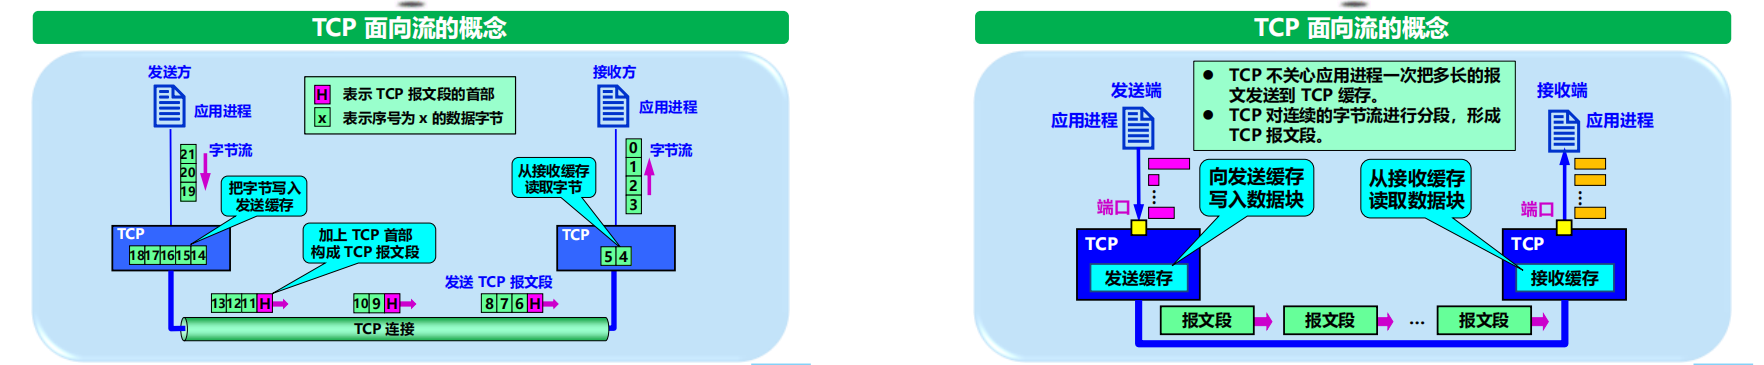 TCP 面向流的概念
发送方
应用进程
H 表示 TCP 报文段的首部
x 表示序号为 x 的数据字节
接收方
应用进程
21
20
19
字节流
把字节写入
发送缓存
从接收缓存
读取字节
0
1
2
3
字节流
TCP
18 17 16 15 14
加上 TCP 首部
构成 TCP 报文段
TCP
5 4
发送 TCP 报文段
13 12 11 H
10 9 H
8 7 6 H
TCP 连接
TCP 面向流的概念
● TCP 不关心应用进程一次把多长的报
文发送到 TCP 缓存。
● TCP 对连续的字节流进行分段，形成
TCP 报文段。
发送端
应用进程
接收端
应用进程
向发送缓存
写入数据块
从接收缓存
读取数据块
端口
端口
TCP
发送缓存
TCP
接收缓存
报文段
报文段
…
报文段